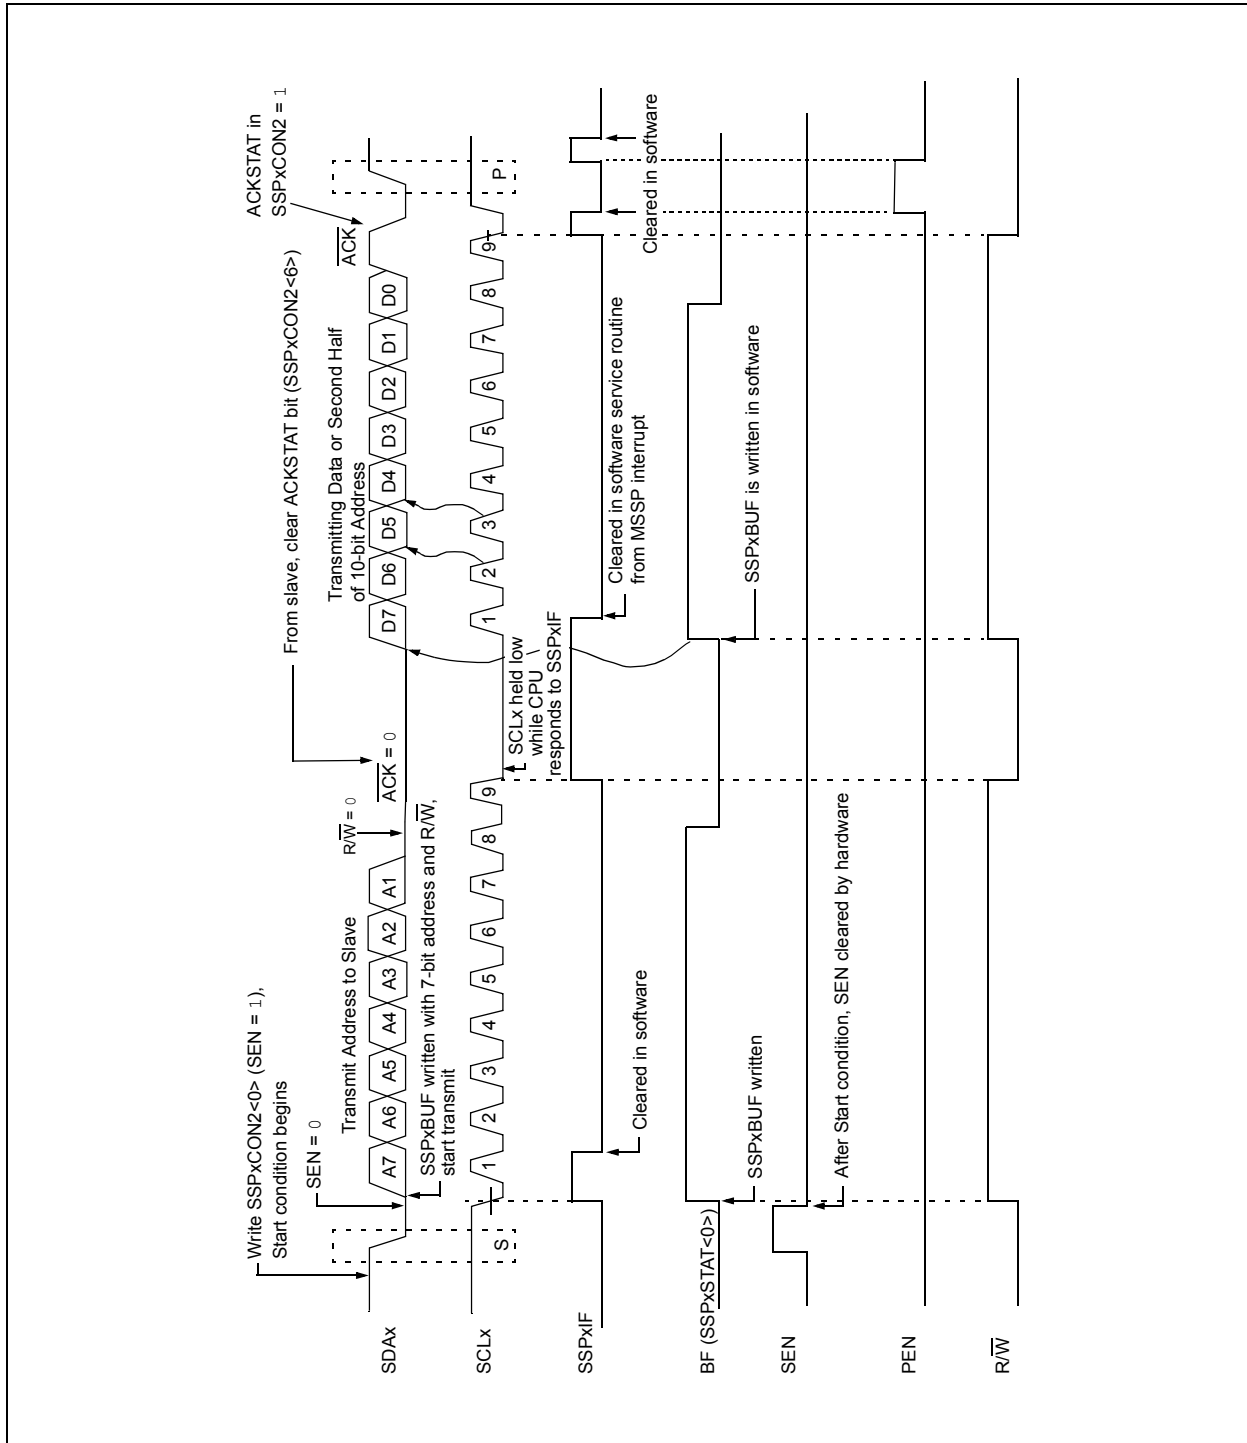 Write SSPxCON2<0> (SEN = 1),
Start condition begins
SEN = 0
Transmit Address to Slave
R/W = 0
From slave, clear ACKSTAT bit (SSPxCON2<6>)
ACK = 0
Transmitting Data or Second Half
of 10-bit Address
ACKSTAT in
SSPxCON2 = 1
ACK
SDAx
A7 A6 A5 A4 A3 A2 A1
D7 D6 D5 D4 D3 D2 D1 D0
SSPxBUF written with 7-bit address and R/W,
start transmit
SCLx
S
1 2 3 4 5 6 7 8 9
1 2 3 4 5 6 7 8 9
P
SCLx held low
while CPU
responds to SSPxIF
SSPxIF
Cleared in software
Cleared in software service routine
from MSSP interrupt
Cleared in software
Cleared in software
BF (SSPxSTAT<0>)
SSPxBUF written
SSPxBUF is written in software
SEN
After Start condition, SEN cleared by hardware
PEN
R/W